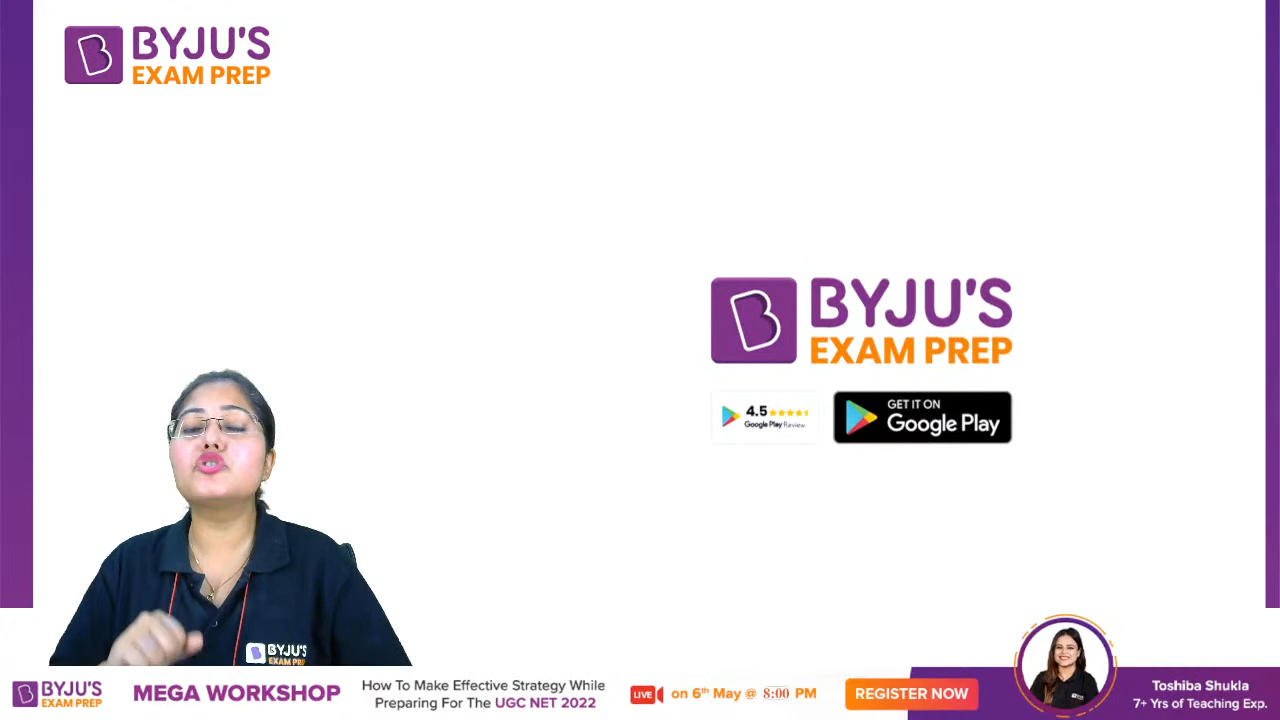 BYJU'S
EXAM PREP
BYJU'S
EXAM PREP
4.5
Google Play Review
GET IT ON
Google Play
BYJU'S
EXAM PREP
BYJU'S
EXAM PREP
MEGA WORKSHOP
How To Make Effective Strategy While
Preparing For The UGC NET 2022
LIVE
on 6th May @ 8:00 PM
REGISTER NOW
Toshiba Shukla
7+ Yrs of Teaching Exp.